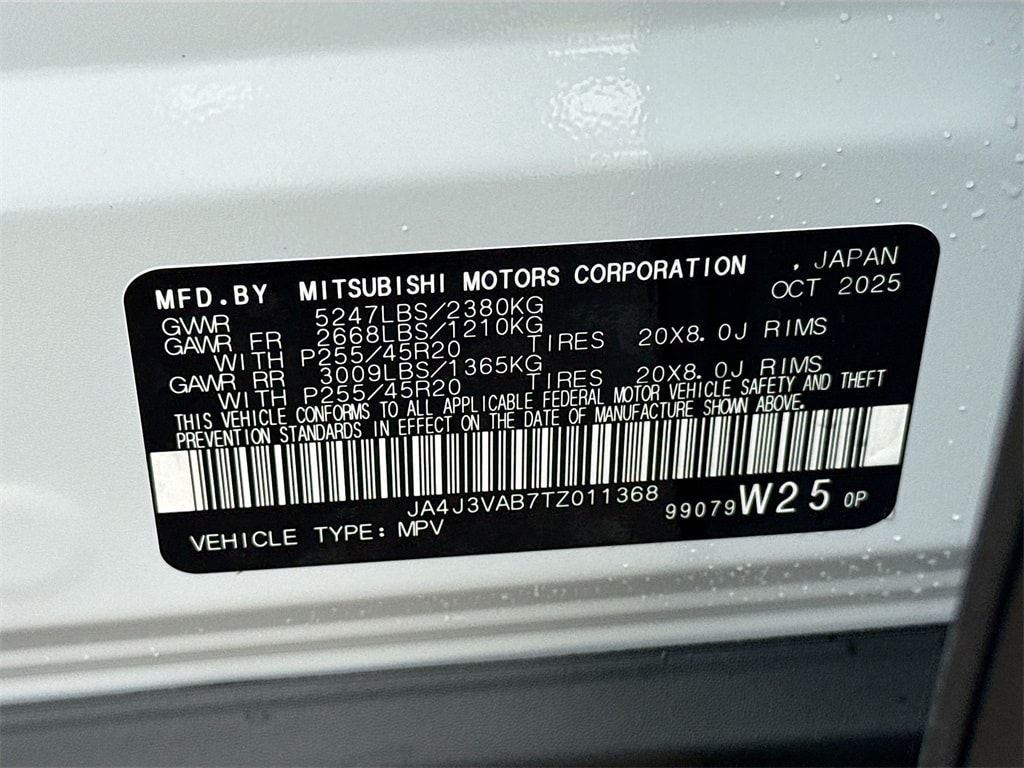 MFD.BY MITSUBISHI MOTORS CORPORATION , JAPAN
OCT 2025
GVWR 5247LBS/2380KG
GAWR FR 2668LBS/1210KG
WITH P255/45R20 TIRES 20X8.0J RIMS
GAWR RR 3009LBS/1365KG
WITH P255/45R20 TIRES 20X8.0J RIMS
THIS VEHICLE CONFORMS TO ALL APPLICABLE FEDERAL MOTOR VEHICLE SAFETY AND THEFT
PREVENTION STANDARDS IN EFFECT ON THE DATE OF MANUFACTURE SHOWN ABOVE.
JA4J3VAB7TZ011368 99079W25 0P
VEHICLE TYPE: MPV